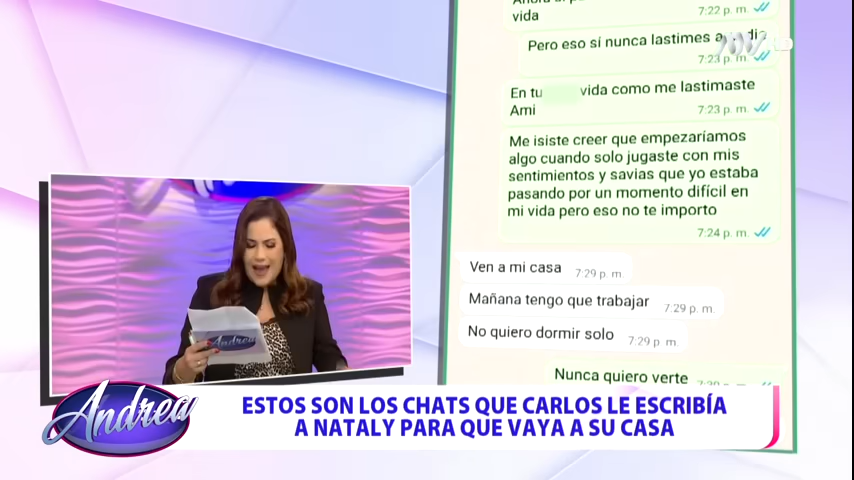 vida
7:22 p. m.
Pero eso sí nunca lastimes a
7:23 p. m.
En tu vida como me lastimaste
Ami
7:23 p. m.
Me isiste creer que empezaríamos
algo cuando solo jugaste con mis
sentimientos y savias que yo estaba
pasando por un momento difícil en
mi vida pero eso no te importo
7:24 p. m.
Ven a mi casa 7:29 p. m.
Mañana tengo que trabajar 7:29 p. m.
No quiero dormir solo 7:29 p. m.
Nunca quiero verte
Andrea
Andrea
ESTOS SON LOS CHATS QUE CARLOS LE ESCRIBÍA
A NATALY PARA QUE VAYA A SU CASA